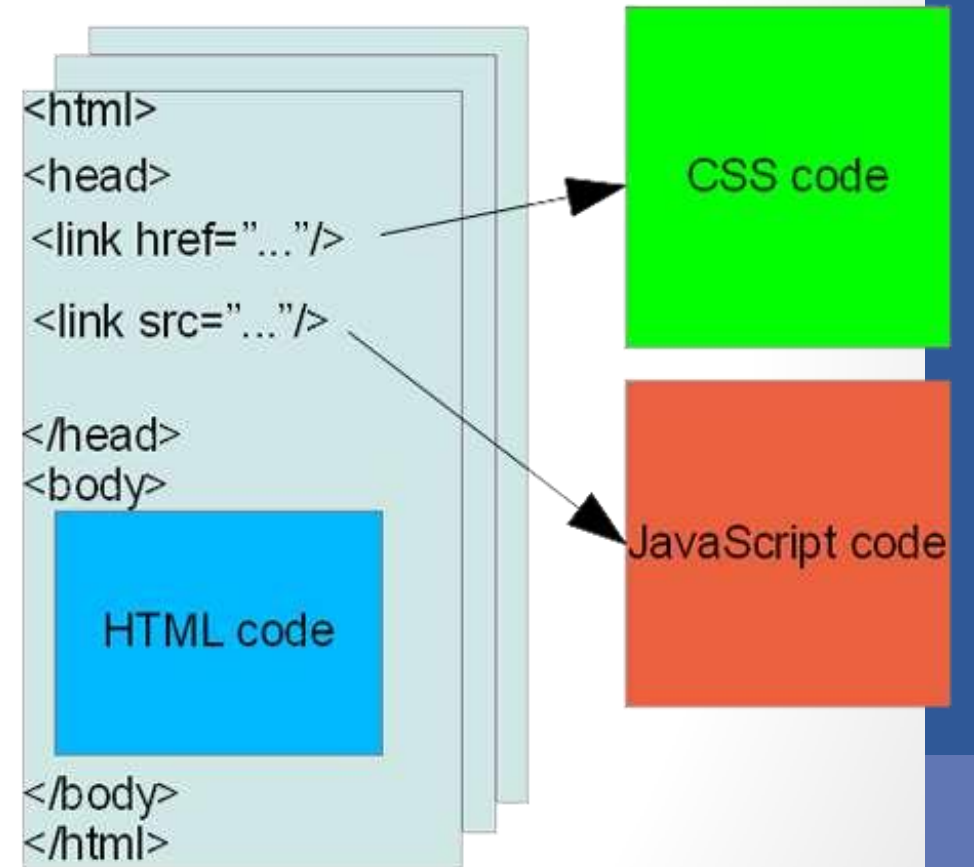 <html>
<head>
<link href="..."/>
<link src="..."/>
</head>
<body>
HTML code
</body>
</html>
CSS code
JavaScript code